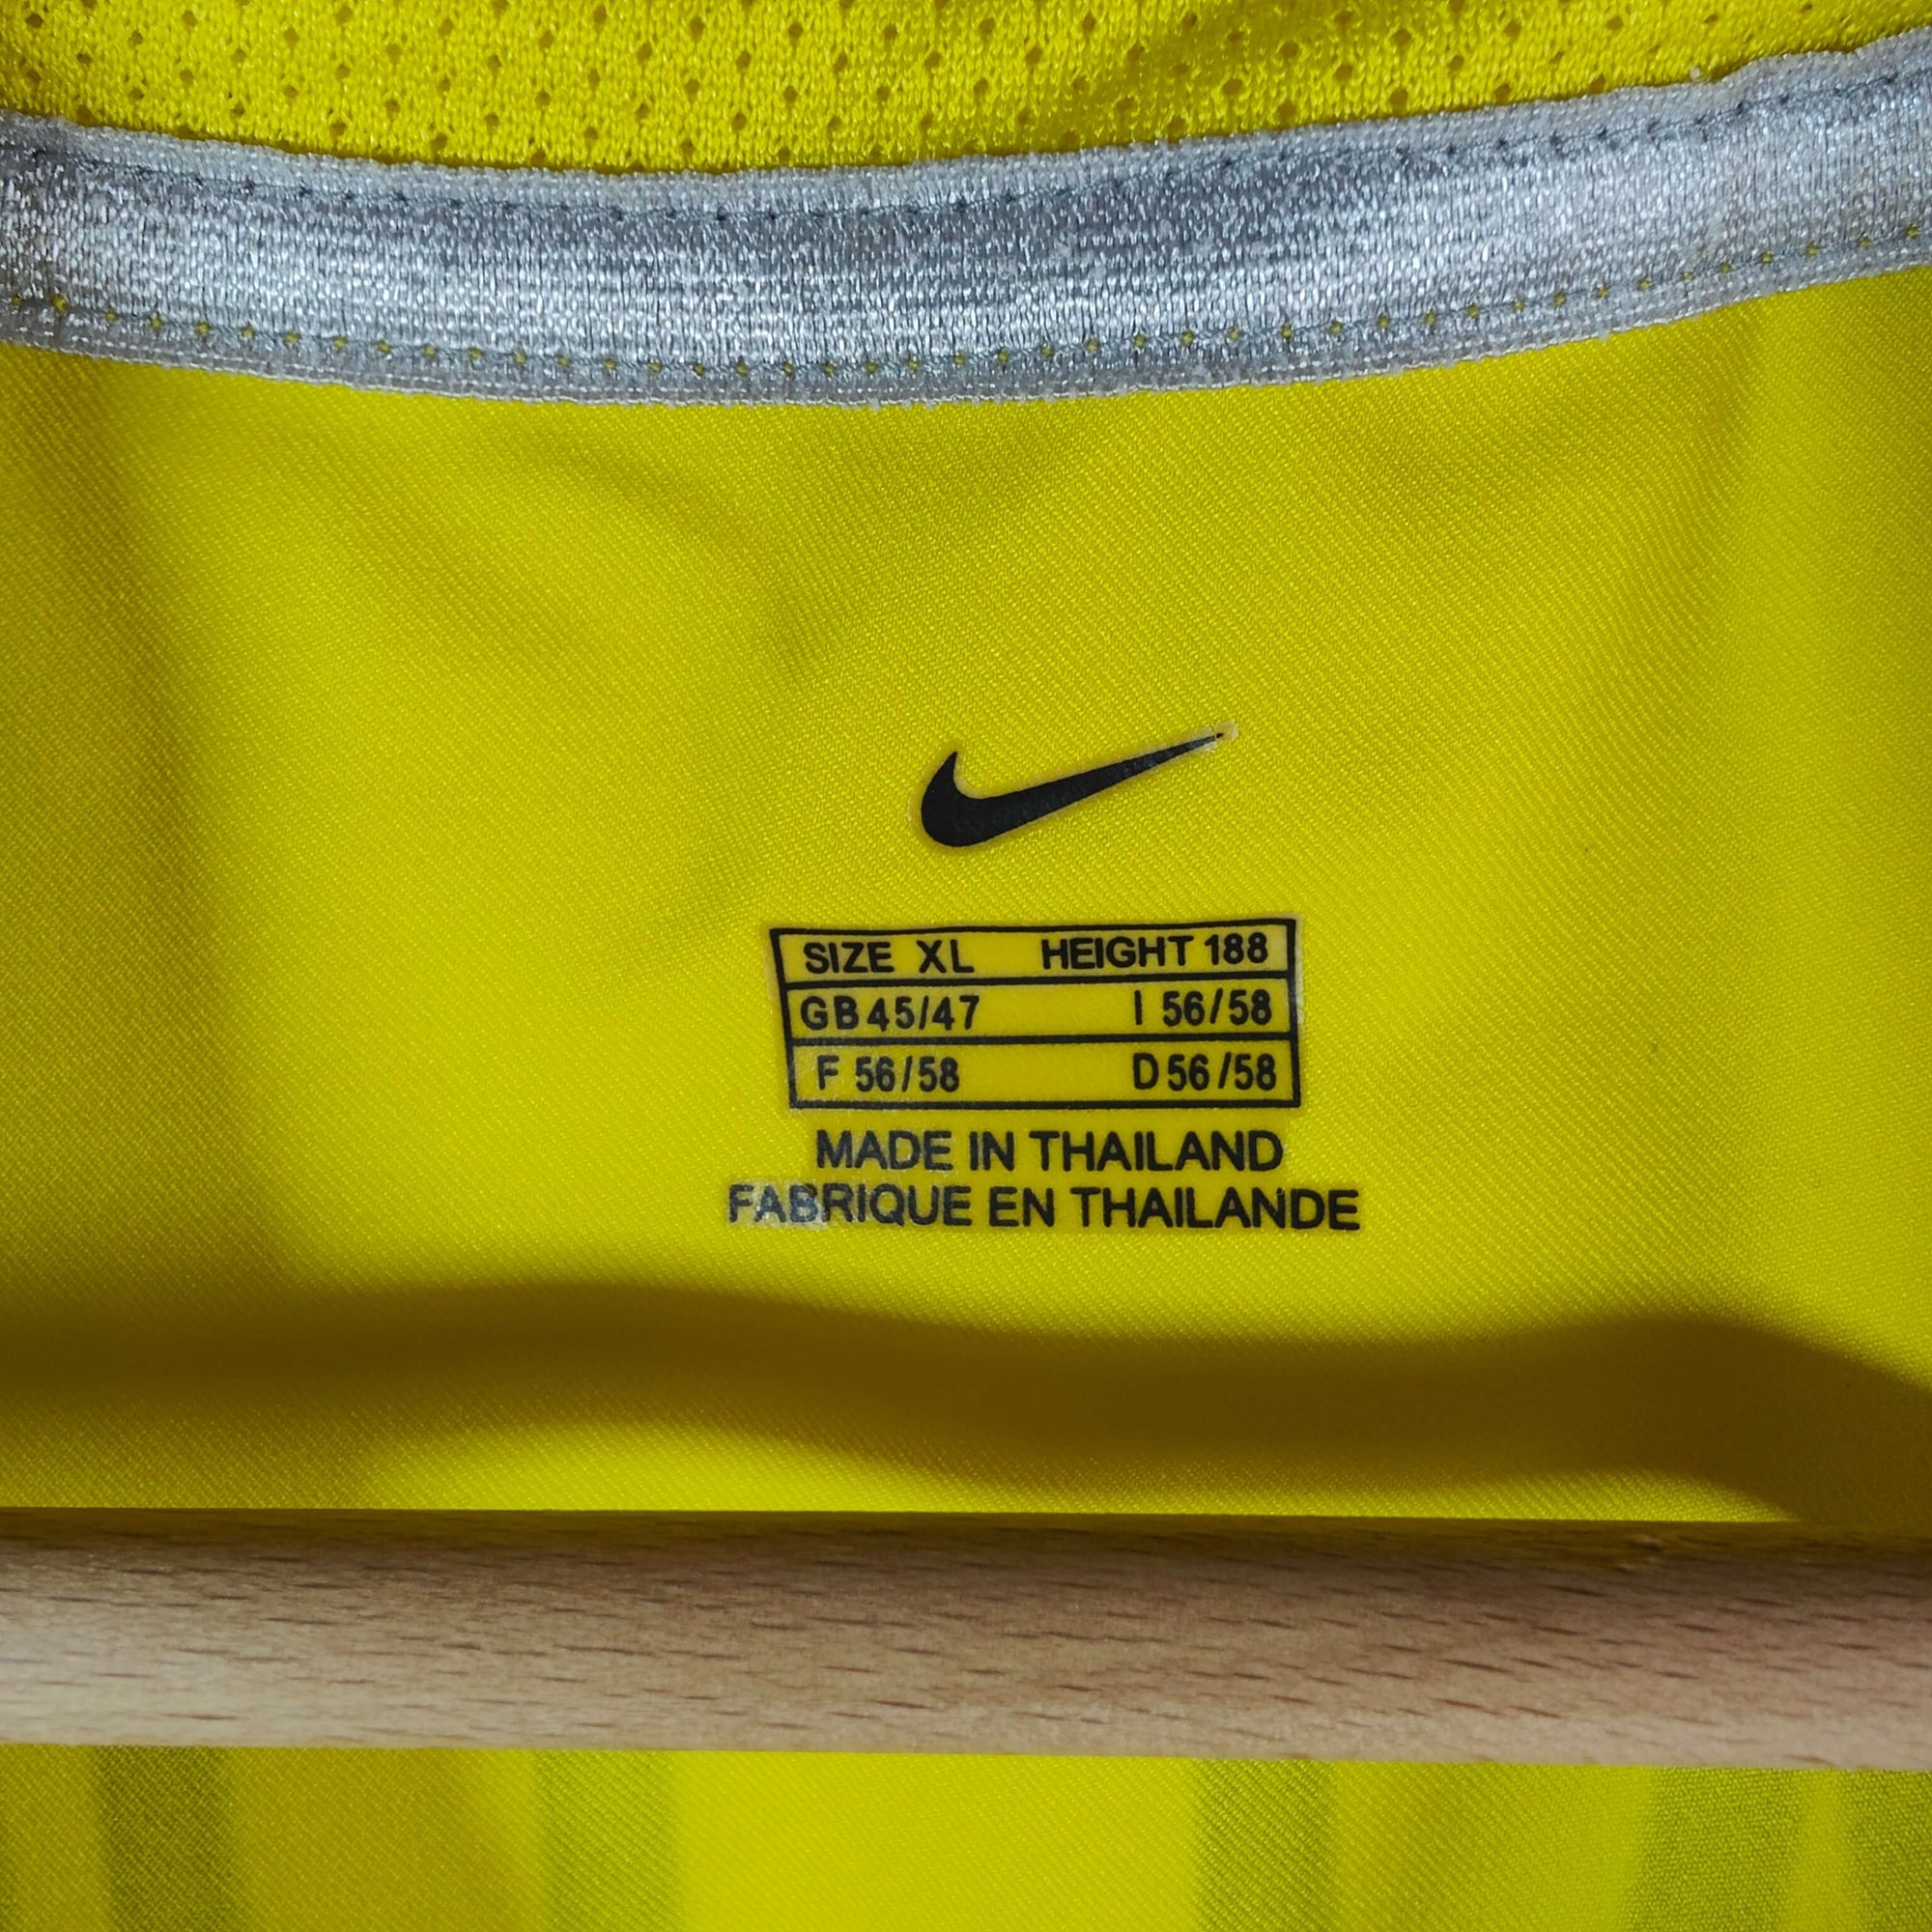 SIZE XL HEIGHT 188
GB 45/47 I 56/58
F 56/58 D 56/58
MADE IN THAILAND
FABRIQUE EN THAILANDE